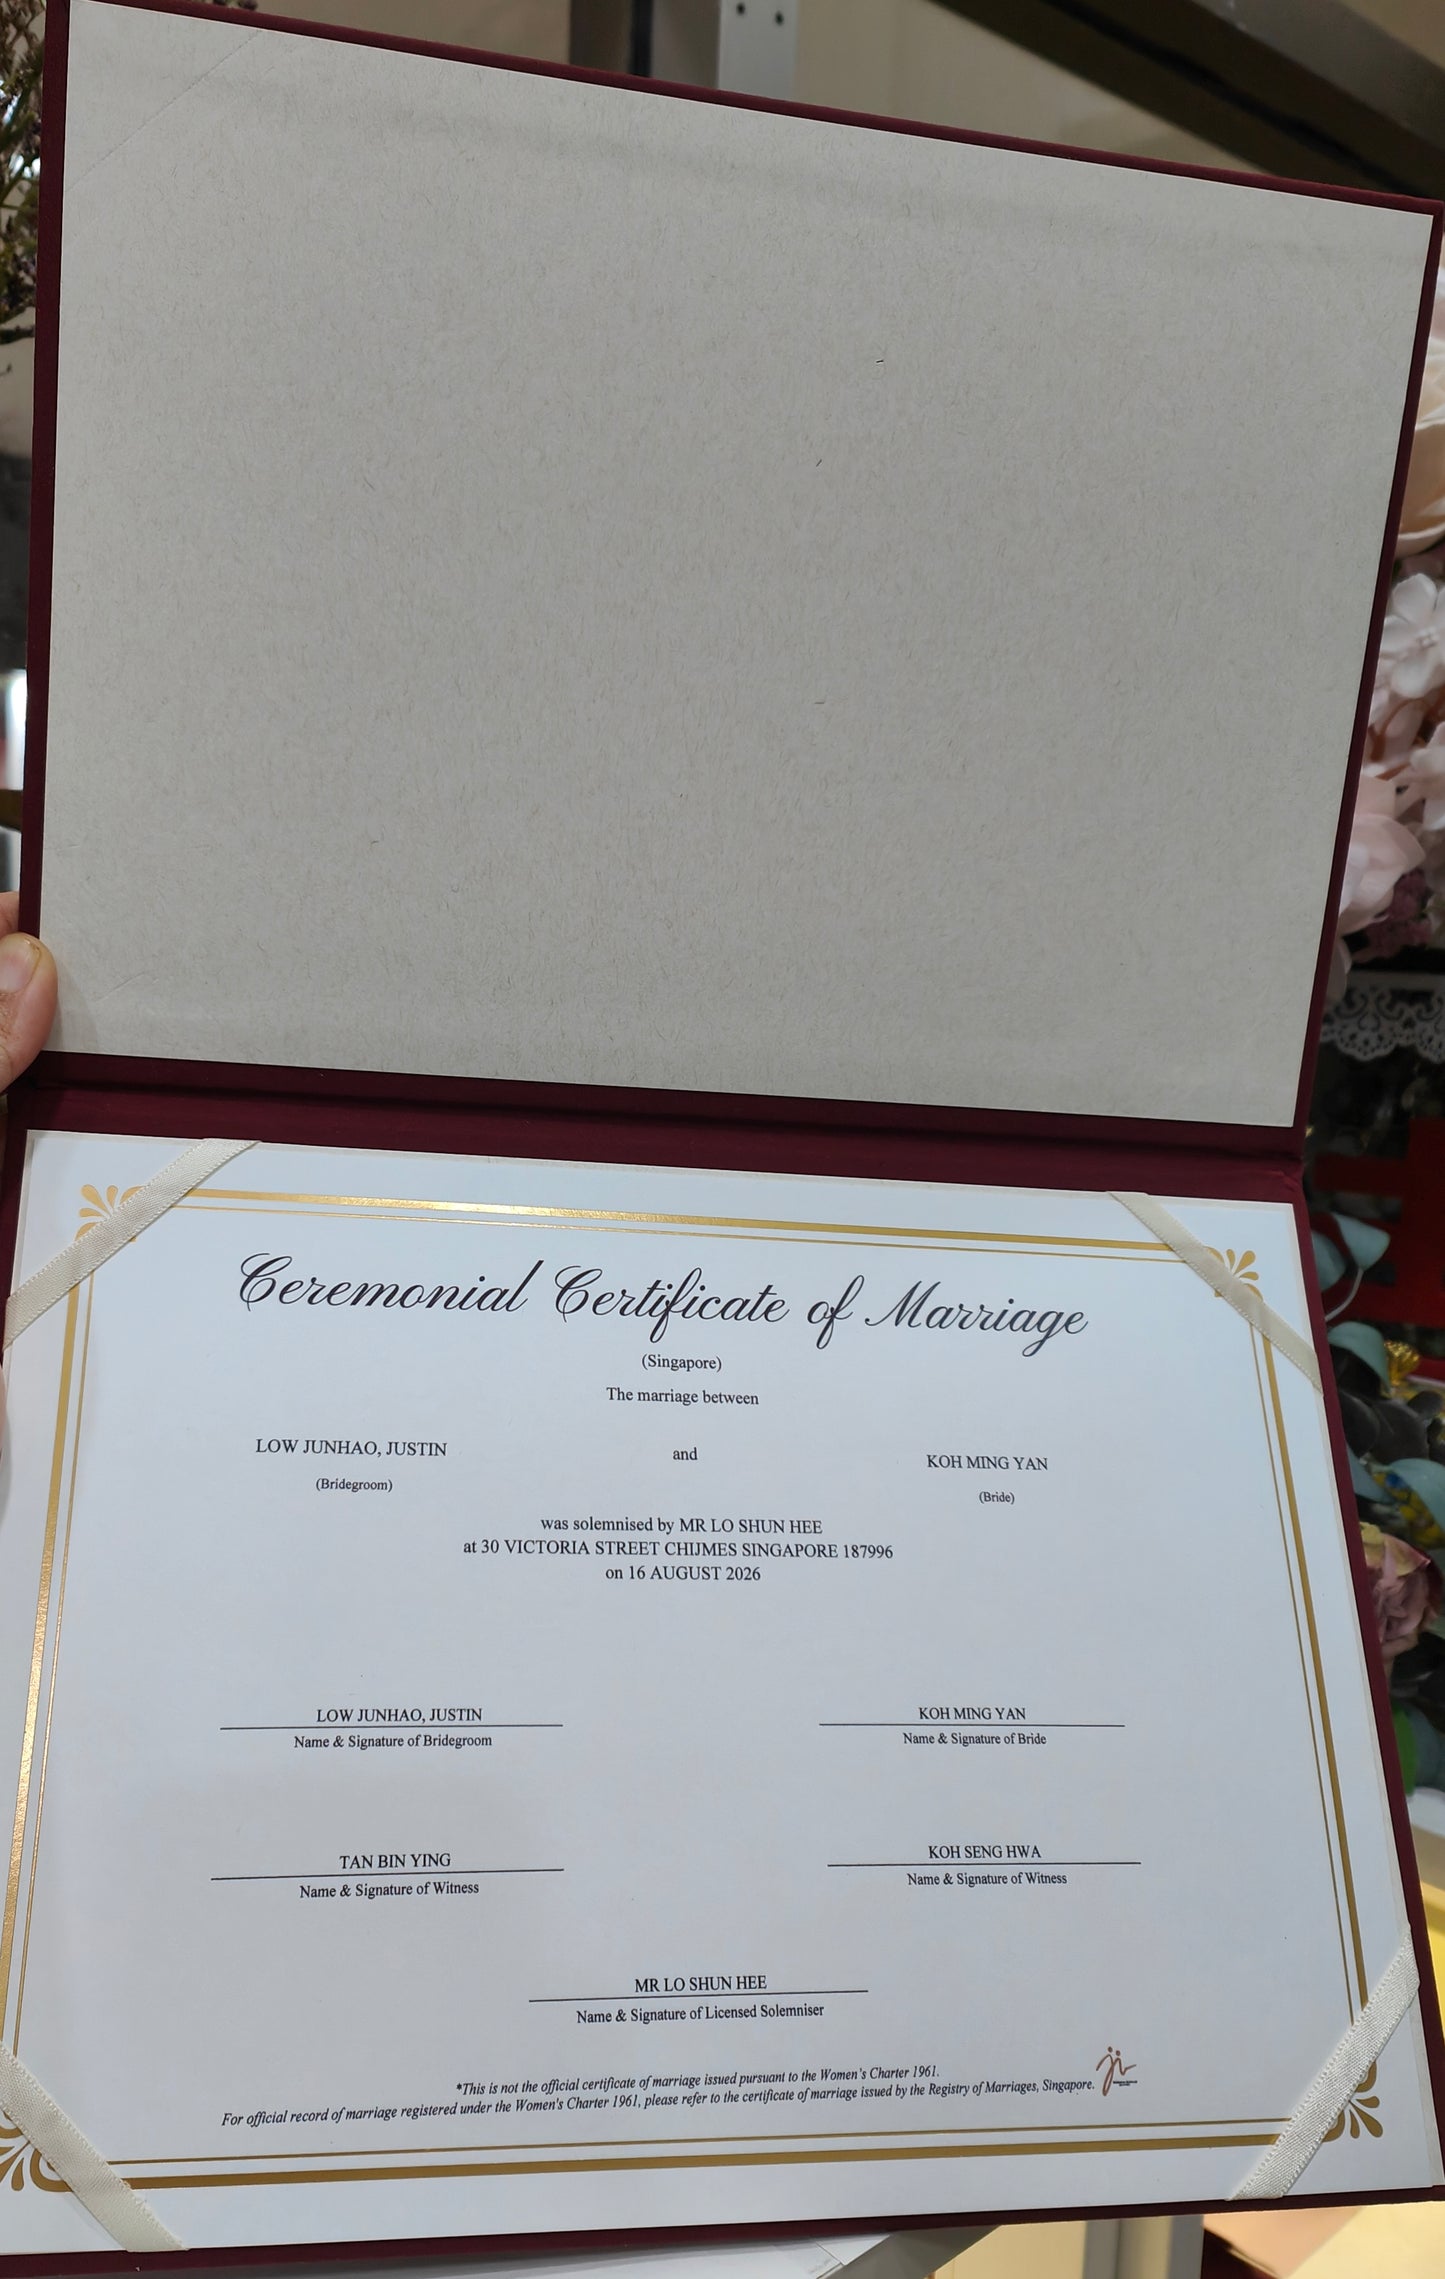 Ceremonial Certificate of Marriage
(Singapore)
The marriage between
LOW JUNHAO, JUSTIN and KOH MING YAN
(Bridegroom) (Bride)
was solemnised by MR LO SHUN HEE
at 30 VICTORIA STREET CHIJMES SINGAPORE 187996
on 16 AUGUST 2026
LOW JUNHAO, JUSTIN KOH MING YAN
Name & Signature of Bridegroom Name & Signature of Bride
TAN BIN YING KOH SENG HWA
Name & Signature of Witness Name & Signature of Witness
MR LO SHUN HEE
Name & Signature of Licensed Solemniser
*This is not the official certificate of marriage issued pursuant to the Women's Charter 1961.
For official record of marriage registered under the Women's Charter 1961, please refer to the certificate of marriage issued by the Registry of Marriages, Singapore.